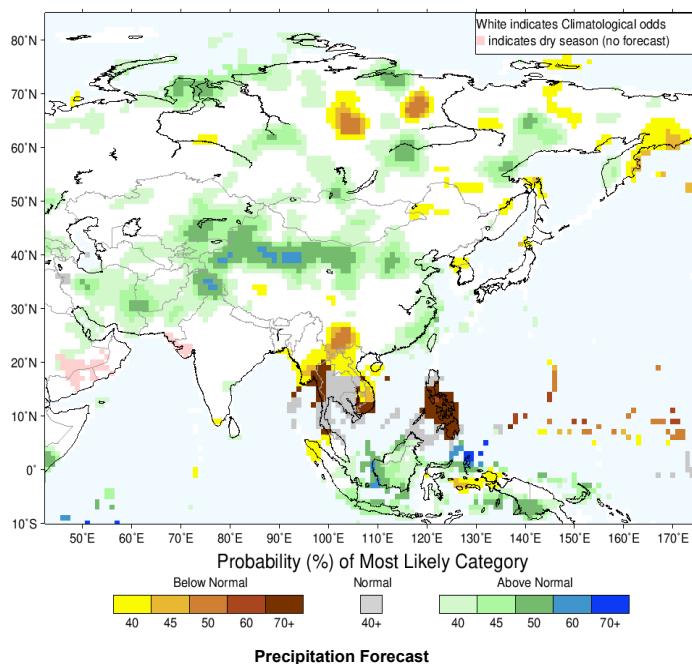 White indicates Climatological odds
indicates dry season (no forecast)
80˚N
70˚N
60˚N
50˚N
40˚N
30˚N
20˚N
10˚N
0˚
10˚S
50˚E 60˚E 70˚E 80˚E 90˚E 100˚E 110˚E 120˚E 130˚E 140˚E 150˚E 160˚E 170˚E
Probability (%) of Most Likely Category
Below Normal Normal Above Normal
40 45 50 60 70+ 40+ 40 45 50 60 70+
Precipitation Forecast